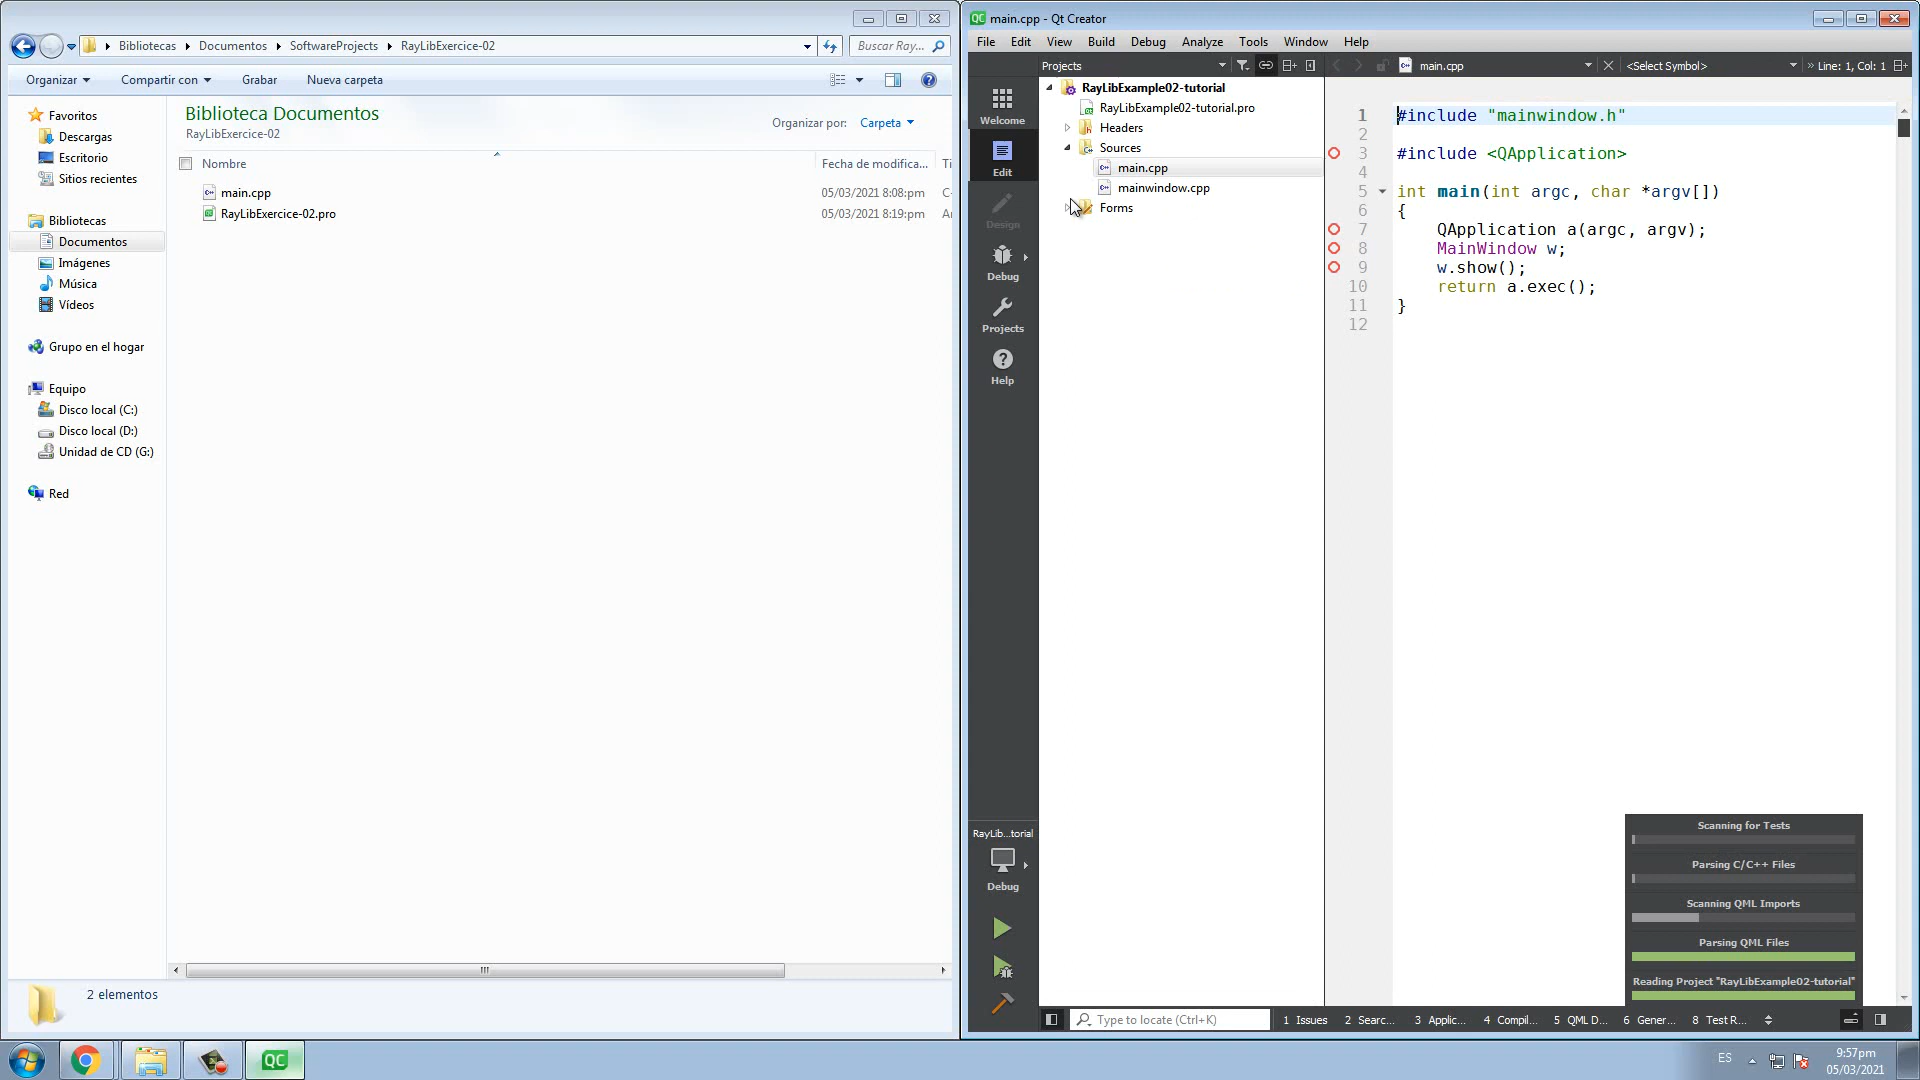 Bibliotecas Documentos SoftwareProjects RayLibExercice-02
Buscar Ray...
Organizar Compartir con Grabar Nueva carpeta
Favoritos
Descargas
Escritorio
Sitios recientes
Bibliotecas
Documentos
Imágenes
Música
Vídeos
Grupo en el hogar
Equipo
Disco local (C:)
Disco local (D:)
Unidad de CD (G:)
Red
Biblioteca Documentos
RayLibExercice-02
Organizar por: Carpeta
Nombre Fecha de modifica...
main.cpp 05/03/2021 8:08:pm
RayLibExercice-02.pro 05/03/2021 8:19:pm
2 elementos
QC main.cpp - Qt Creator
File Edit View Build Debug Analyze Tools Window Help
Projects
main.cpp
<Select Symbol>
» Line: 1, Col: 1
Welcome
Edit
Design
Debug
Projects
Help
RayLib...torial
Debug
RayLibExample02-tutorial
RayLibExample02-tutorial.pro
Headers
Sources
main.cpp
mainwindow.cpp
Forms
1 #include "mainwindow.h"
2
3 #include <QApplication>
4
5 int main(int argc, char *argv[])
6 {
7 QApplication a(argc, argv);
8 MainWindow w;
9 w.show();
10 return a.exec();
11 }
12
Scanning for Tests
Parsing C/C++ Files
Scanning QML Imports
Parsing QML Files
Reading Project "RayLibExample02-tutorial"
Type to locate (Ctrl+K)
1 Issues 2 Searc... 3 Applic... 4 Compil... 5 QML D... 6 Gener... 8 Test R...
QC
ES
9:57pm
05/03/2021